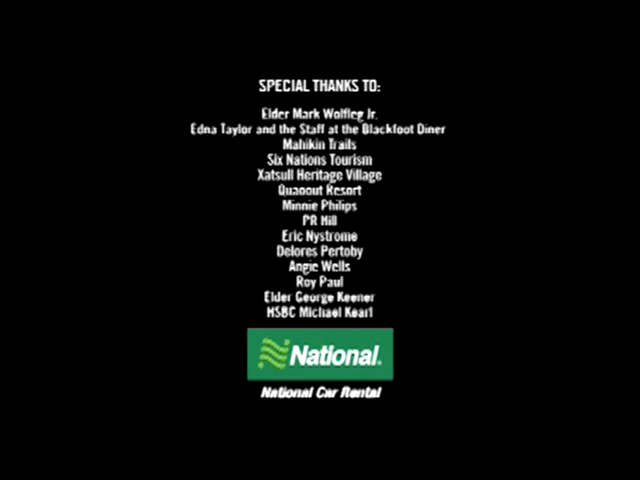 SPECIAL THANKS TO:
Elder Mark Wolfleg Jr.
Edna Taylor and the Staff at the Blackfoot Diner
Mahikin Trails
Six Nations Tourism
Xatsull Heritage Village
Quaoout Resort
Minnie Philips
PR Hill
Eric Nystrome
Delores Pertoby
Angie Wells
Roy Paul
Elder George Keener
HSBC Michael Kearl
National.
National Car Rental